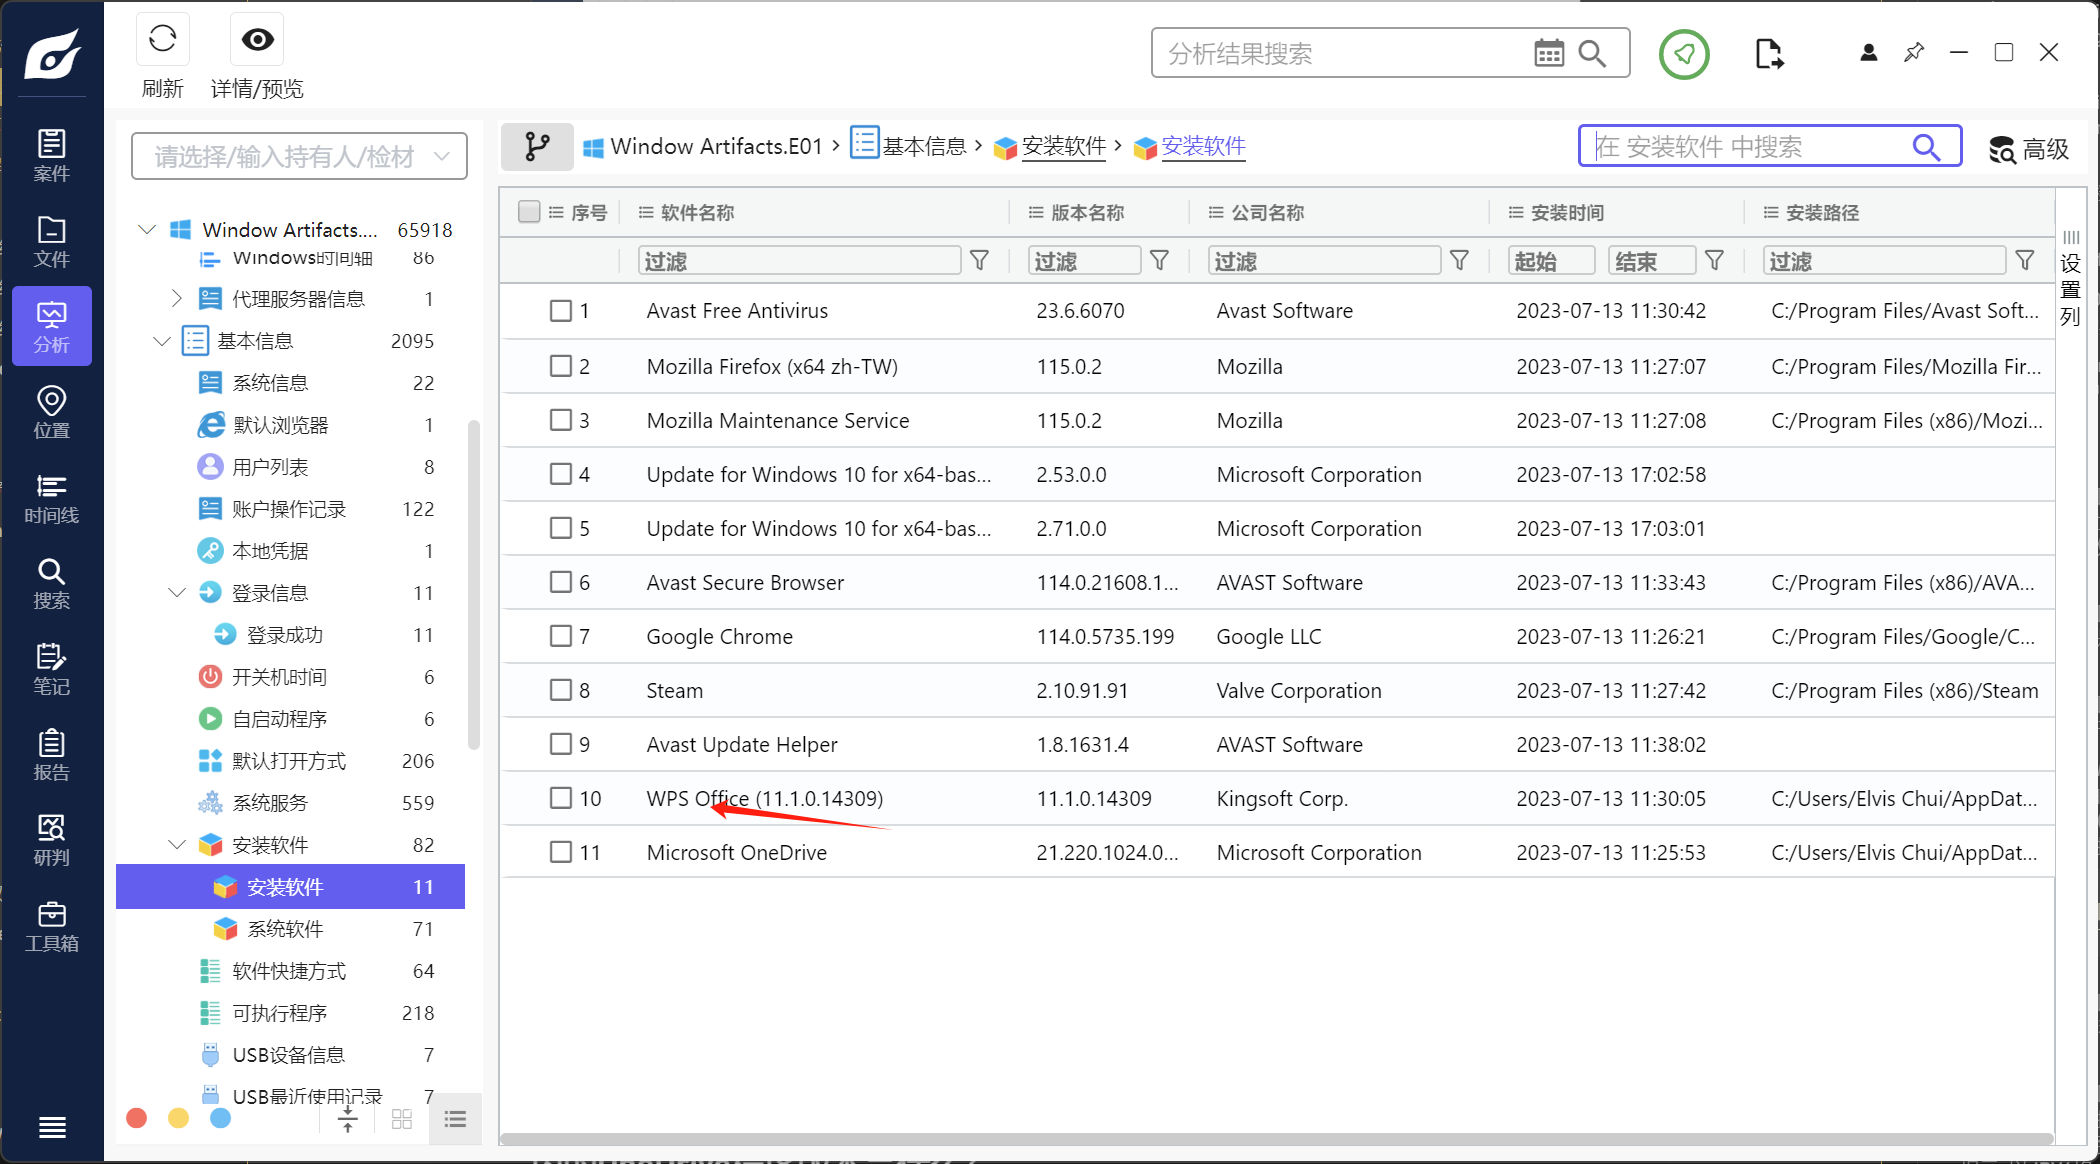 刷新
详情/预览
分析结果搜索
案件
文件
分析
位置
时间线
搜索
笔记
报告
研判
工具箱
请选择/输入持有人/检材
Window Artifacts.... 65918
Windows时间轴 86
代理服务器信息 1
基本信息 2095
系统信息 22
默认浏览器 1
用户列表 8
账户操作记录 122
本地凭据 1
登录信息 11
登录成功 11
开关机时间 6
自启动程序 6
默认打开方式 206
系统服务 559
安装软件 82
安装软件 11
系统软件 71
软件快捷方式 64
可执行程序 218
USB设备信息 7
USB最近使用记录 7
Window Artifacts.E01 › 基本信息 › 安装软件 › 安装软件
在 安装软件 中搜索
高级
序号 软件名称 版本名称 公司名称 安装时间 安装路径
过滤 过滤 过滤 起始 结束 过滤
1 Avast Free Antivirus 23.6.6070 Avast Software 2023-07-13 11:30:42 C:/Program Files/Avast Soft...
2 Mozilla Firefox (x64 zh-TW) 115.0.2 Mozilla 2023-07-13 11:27:07 C:/Program Files/Mozilla Fir...
3 Mozilla Maintenance Service 115.0.2 Mozilla 2023-07-13 11:27:08 C:/Program Files (x86)/Mozi...
4 Update for Windows 10 for x64-bas... 2.53.0.0 Microsoft Corporation 2023-07-13 17:02:58
5 Update for Windows 10 for x64-bas... 2.71.0.0 Microsoft Corporation 2023-07-13 17:03:01
6 Avast Secure Browser 114.0.21608.1... AVAST Software 2023-07-13 11:33:43 C:/Program Files (x86)/AVA...
7 Google Chrome 114.0.5735.199 Google LLC 2023-07-13 11:26:21 C:/Program Files/Google/C...
8 Steam 2.10.91.91 Valve Corporation 2023-07-13 11:27:42 C:/Program Files (x86)/Steam
9 Avast Update Helper 1.8.1631.4 AVAST Software 2023-07-13 11:38:02
10 WPS Office (11.1.0.14309) 11.1.0.14309 Kingsoft Corp. 2023-07-13 11:30:05 C:/Users/Elvis Chui/AppDat...
11 Microsoft OneDrive 21.220.1024.0... Microsoft Corporation 2023-07-13 11:25:53 C:/Users/Elvis Chui/AppDat...
设置列